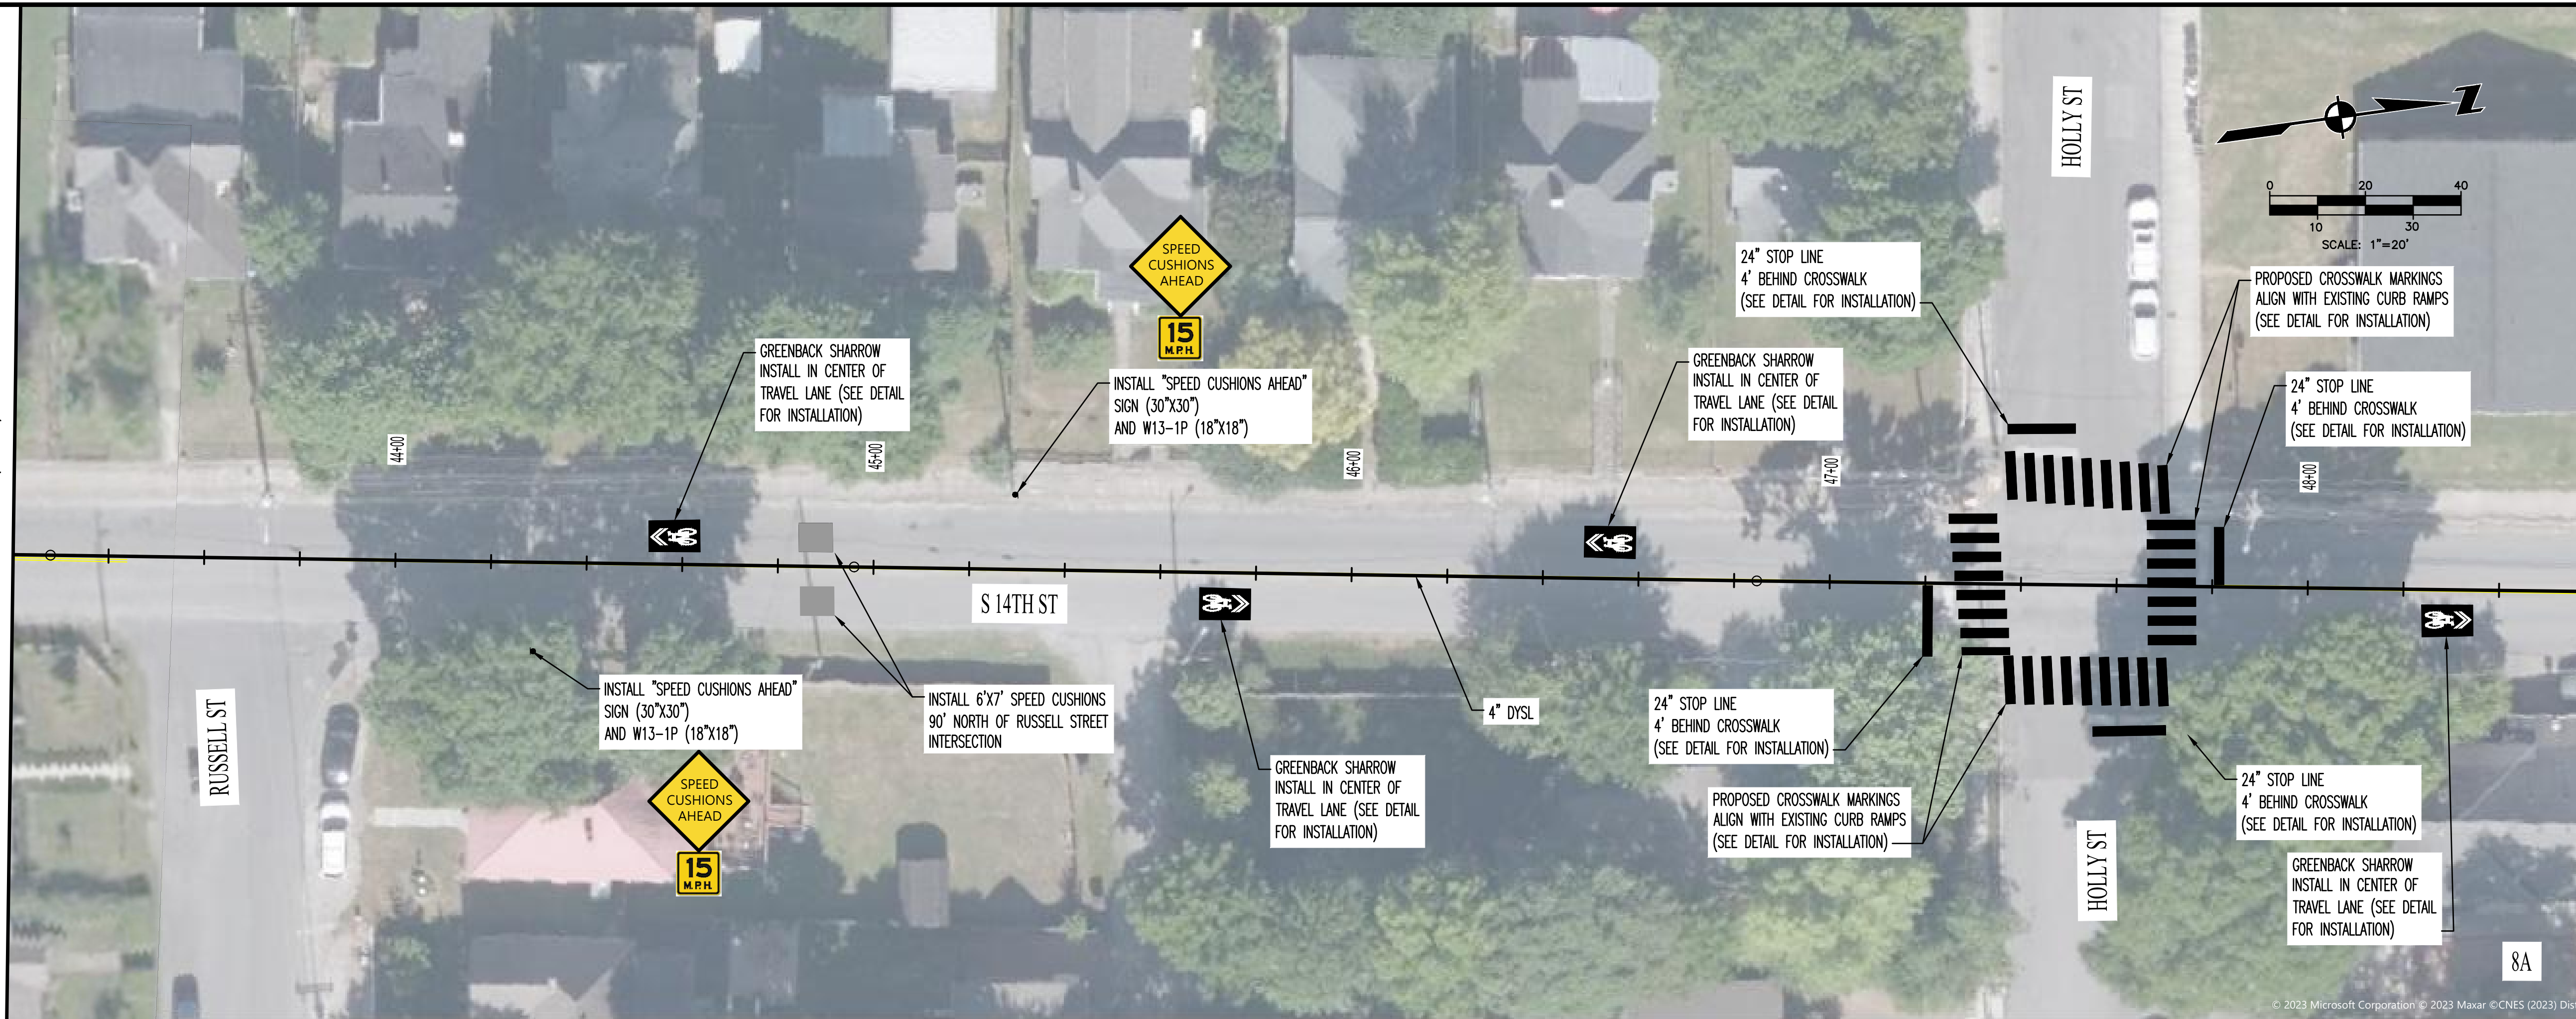 HOLLY ST
Z
0 20 40
10 30
SCALE: 1"=20'
SPEED
CUSHIONS
AHEAD
15
M.P.H.
24" STOP LINE
4' BEHIND CROSSWALK
(SEE DETAIL FOR INSTALLATION)
PROPOSED CROSSWALK MARKINGS
ALIGN WITH EXISTING CURB RAMPS
(SEE DETAIL FOR INSTALLATION)
GREENBACK SHARROW
INSTALL IN CENTER OF
TRAVEL LANE (SEE DETAIL
FOR INSTALLATION)
INSTALL "SPEED CUSHIONS AHEAD"
SIGN (30"X30")
AND W13-1P (18"X18")
GREENBACK SHARROW
INSTALL IN CENTER OF
TRAVEL LANE (SEE DETAIL
FOR INSTALLATION)
24" STOP LINE
4' BEHIND CROSSWALK
(SEE DETAIL FOR INSTALLATION)
44+00
45+00
46+00
47+00
48+00
S 14TH ST
RUSSELL ST
INSTALL "SPEED CUSHIONS AHEAD"
SIGN (30"X30")
AND W13-1P (18"X18")
INSTALL 6'X7' SPEED CUSHIONS
90' NORTH OF RUSSELL STREET
INTERSECTION
4" DYSL
24" STOP LINE
4' BEHIND CROSSWALK
(SEE DETAIL FOR INSTALLATION)
SPEED
CUSHIONS
AHEAD
15
M.P.H.
GREENBACK SHARROW
INSTALL IN CENTER OF
TRAVEL LANE (SEE DETAIL
FOR INSTALLATION)
PROPOSED CROSSWALK MARKINGS
ALIGN WITH EXISTING CURB RAMPS
(SEE DETAIL FOR INSTALLATION)
HOLLY ST
24" STOP LINE
4' BEHIND CROSSWALK
(SEE DETAIL FOR INSTALLATION)
GREENBACK SHARROW
INSTALL IN CENTER OF
TRAVEL LANE (SEE DETAIL
FOR INSTALLATION)
8A
© 2023 Microsoft Corporation © 2023 Maxar ©CNES (2023) Dis